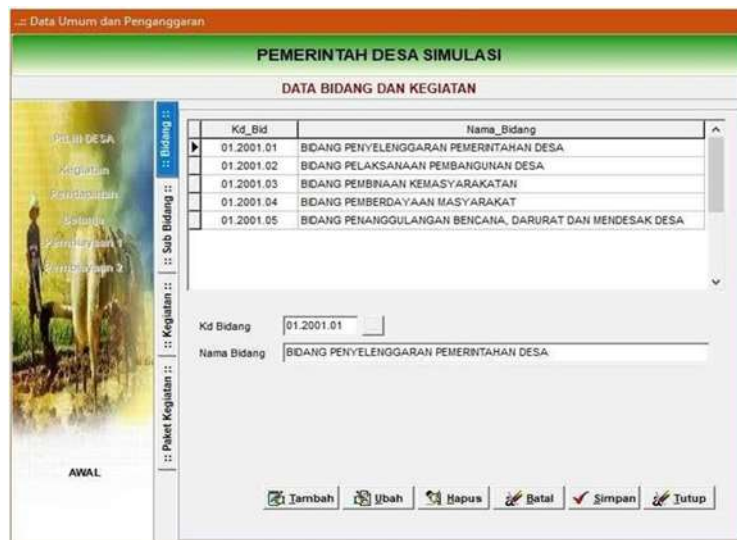 ..:: Data Umum dan Penganggaran
PEMERINTAH DESA SIMULASI
DATA BIDANG DAN KEGIATAN
PILIH DESA
Kegiatan
Pendapatan
Belanja
Pembiayaan 1
Pembiayaan 2
AWAL
:: Bidang ::
:: Sub Bidang ::
:: Kegiatan ::
:: Paket Kegiatan ::
Kd_Bid Nama_Bidang
01.2001.01 BIDANG PENYELENGGARAN PEMERINTAHAN DESA
01.2001.02 BIDANG PELAKSANAAN PEMBANGUNAN DESA
01.2001.03 BIDANG PEMBINAAN KEMASYARAKATAN
01.2001.04 BIDANG PEMBERDAYAAN MASYARAKAT
01.2001.05 BIDANG PENANGGULANGAN BENCANA, DARURAT DAN MENDESAK DESA
Kd Bidang 01.2001.01
Nama Bidang BIDANG PENYELENGGARAN PEMERINTAHAN DESA
Tambah Ubah Hapus Batal Simpan Tutup